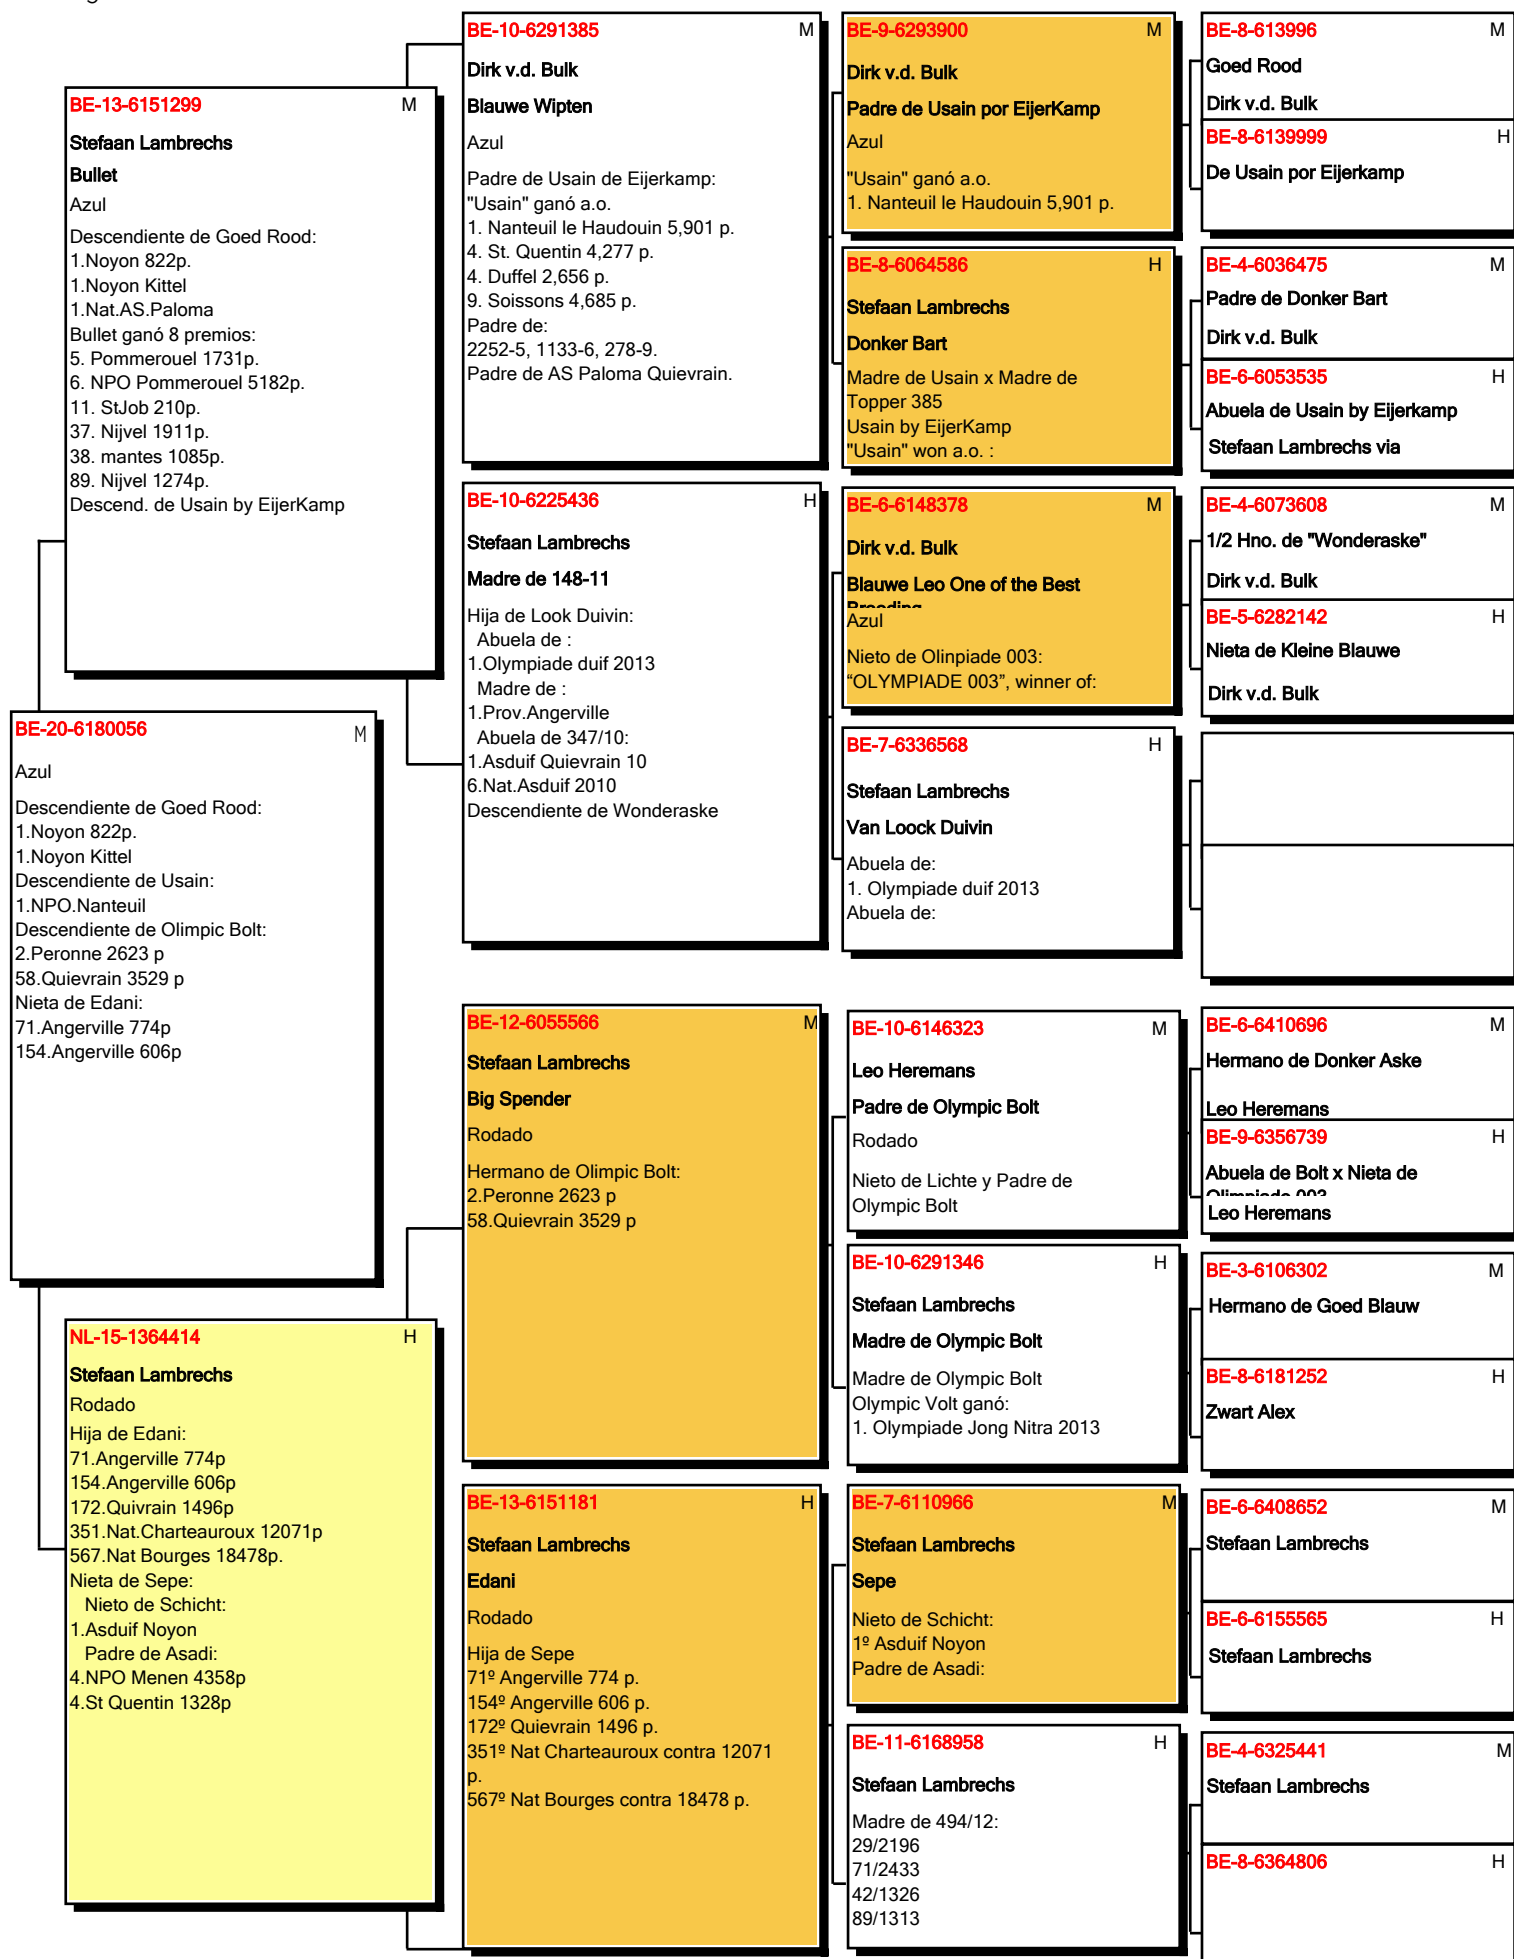 BE-20-6180056 M
Azul
Descendiente de Goed Rood:
1.Noyon 822p.
1.Noyon Kittel
Descendiente de Usain:
1.NPO.Nanteuil
Descendiente de Olimpic Bolt:
2.Peronne 2623 p
58.Quievrain 3529 p
Nieta de Edani:
71.Angerville 774p
154.Angerville 606p
BE-13-6151299 M
Stefaan Lambrechs
Bullet
Azul
Descendiente de Goed Rood:
1.Noyon 822p.
1.Noyon Kittel
1.Nat.AS.Paloma
Bullet ganó 8 premios:
5. Pommerouel 1731p.
6. NPO Pommerouel 5182p.
11. StJob 210p.
37. Nijvel 1911p.
38. mantes 1085p.
89. Nijvel 1274p.
Descend. de Usain by EijerKamp
NL-15-1364414 H
Stefaan Lambrechs
Rodado
Hija de Edani:
71.Angerville 774p
154.Angerville 606p
172.Quivrain 1496p
351.Nat.Charteauroux 12071p
567.Nat Bourges 18478p.
Nieta de Sepe:
Nieto de Schicht:
1.Asduif Noyon
Padre de Asadi:
4.NPO Menen 4358p
4.St Quentin 1328p
BE-10-6291385 M
Dirk v.d. Bulk
Blauwe Wipten
Azul
Padre de Usain de Eijerkamp:
"Usain" ganó a.o.
1. Nanteuil le Haudouin 5,901 p.
4. St. Quentin 4,277 p.
4. Duffel 2,656 p.
9. Soissons 4,685 p.
Padre de:
2252-5, 1133-6, 278-9.
Padre de AS Paloma Quievrain.
BE-10-6225436 H
Stefaan Lambrechs
Madre de 148-11
Hija de Look Duivin:
Abuela de :
1.Olympiade duif 2013
Madre de :
1.Prov.Angerville
Abuela de 347/10:
1.Asduif Quievrain 10
6.Nat.Asduif 2010
Descendiente de Wonderaske
BE-12-6055566 M
Stefaan Lambrechs
Big Spender
Rodado
Hermano de Olimpic Bolt:
2.Peronne 2623 p
58.Quievrain 3529 p
BE-13-6151181 H
Stefaan Lambrechs
Edani
Rodado
Hija de Sepe
71º Angerville 774 p.
154º Angerville 606 p.
172º Quievrain 1496 p.
351º Nat Charteauroux contra 12071
p.
567º Nat Bourges contra 18478 p.
BE-9-6293900 M
Dirk v.d. Bulk
Padre de Usain por EijerKamp
Azul
"Usain" ganó a.o.
1. Nanteuil le Haudouin 5,901 p.
BE-8-6064586 H
Stefaan Lambrechs
Donker Bart
Madre de Usain x Madre de
Topper 385
Usain by EijerKamp
"Usain" won a.o. :
BE-6-6148378 M
Dirk v.d. Bulk
Blauwe Leo One of the Best
Azul
Nieto de Olinpiade 003:
“OLYMPIADE 003”, winner of:
BE-7-6336568 H
Stefaan Lambrechs
Van Loock Duivin
Abuela de:
1. Olympiade duif 2013
Abuela de:
BE-10-6146323 M
Leo Heremans
Padre de Olympic Bolt
Rodado
Nieto de Lichte y Padre de
Olympic Bolt
BE-10-6291346 H
Stefaan Lambrechs
Madre de Olympic Bolt
Madre de Olympic Bolt
Olympic Volt ganó:
1. Olympiade Jong Nitra 2013
BE-7-6110966 M
Stefaan Lambrechs
Sepe
Nieto de Schicht:
1º Asduif Noyon
Padre de Asadi:
BE-11-6168958 H
Stefaan Lambrechs
Madre de 494/12:
29/2196
71/2433
42/1326
89/1313
BE-8-613996 M
Goed Rood
Dirk v.d. Bulk
BE-8-6139999 H
De Usain por Eijerkamp
BE-4-6036475 M
Padre de Donker Bart
Dirk v.d. Bulk
BE-6-6053535 H
Abuela de Usain by Eijerkamp
Stefaan Lambrechs via
BE-4-6073608 M
1/2 Hno. de "Wonderaske"
Dirk v.d. Bulk
BE-5-6282142 H
Nieta de Kleine Blauwe
Dirk v.d. Bulk
BE-6-6410696 M
Hermano de Donker Aske
Leo Heremans
BE-9-6356739 H
Abuela de Bolt x Nieta de
Leo Heremans
BE-3-6106302 M
Hermano de Goed Blauw
BE-8-6181252 H
Zwart Alex
BE-6-6408652 M
Stefaan Lambrechs
BE-6-6155565 H
Stefaan Lambrechs
BE-4-6325441 M
Stefaan Lambrechs
BE-8-6364806 H